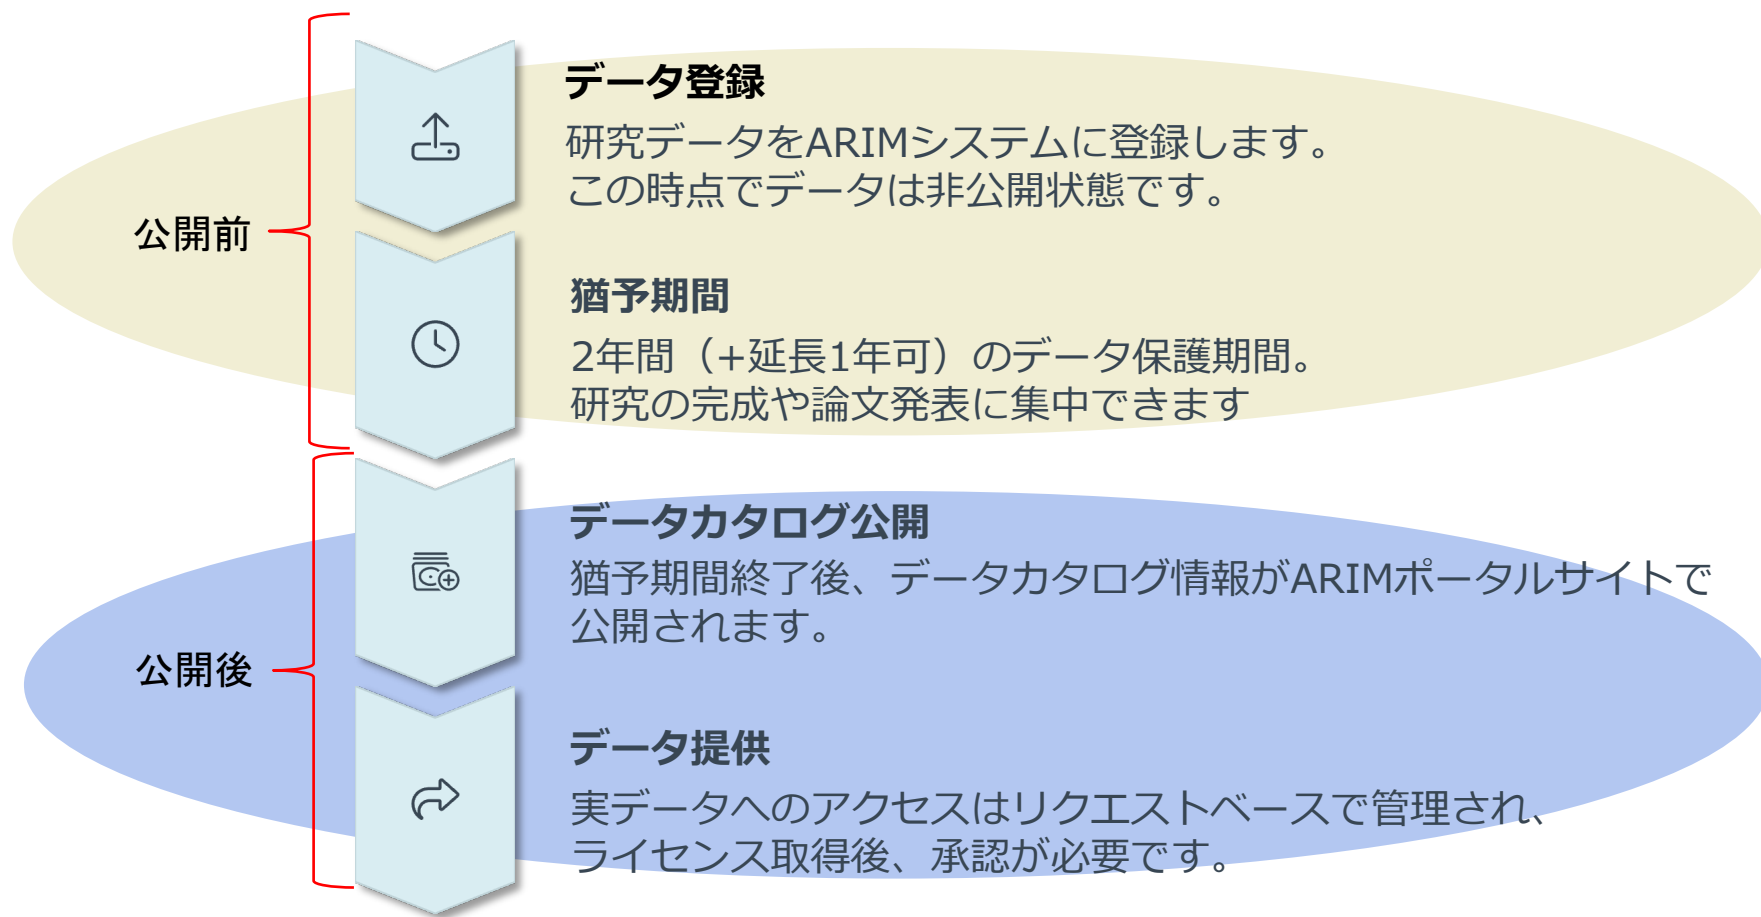 データ登録
研究データをARIMシステムに登録します。
この時点でデータは非公開状態です。
公開前
猶予期間
2年間（+延長1年可）のデータ保護期間。
研究の完成や論文発表に集中できます
データカタログ公開
猶予期間終了後、データカタログ情報がARIMポータルサイトで
公開されます。
公開後
データ提供
実データへのアクセスはリクエストベースで管理され、
ライセンス取得後、承認が必要です。